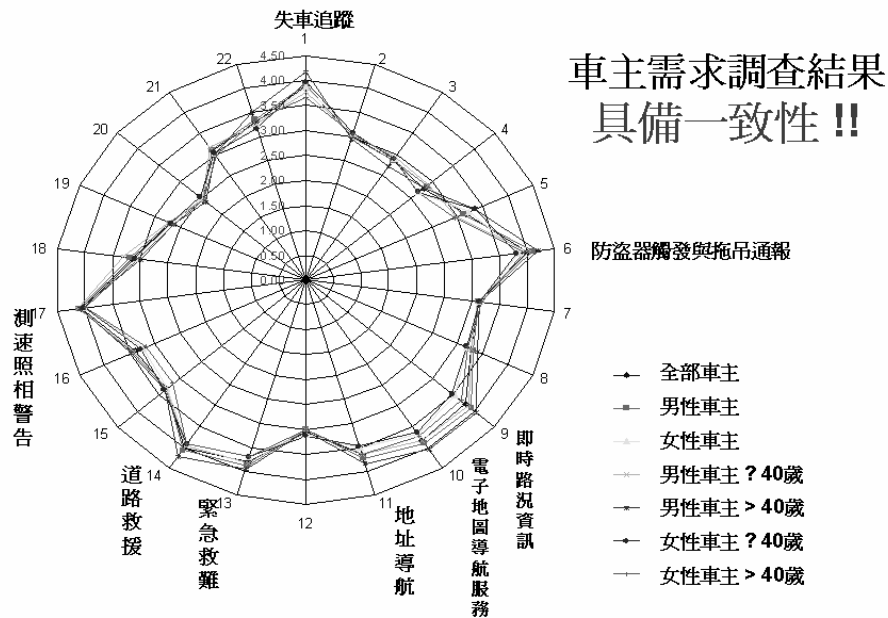 失車追蹤
車主需求調查結果
具備一致性 !!
1
2
3
4
5
6
7
8
9
10
11
12
13
14
15
16
17
18
19
20
21
22
4.50
4.00
3.50
3.00
2.50
2.00
1.50
1.00
0.50
0.00
防盜器觸發與拖吊通報
即時路況資訊
電子地圖導航服務
地址導航
緊急救難
道路救援
測速照相警告
全部車主
男性車主
女性車主
男性車主 ? 40歲
男性車主 > 40歲
女性車主 ? 40歲
女性車主 > 40歲